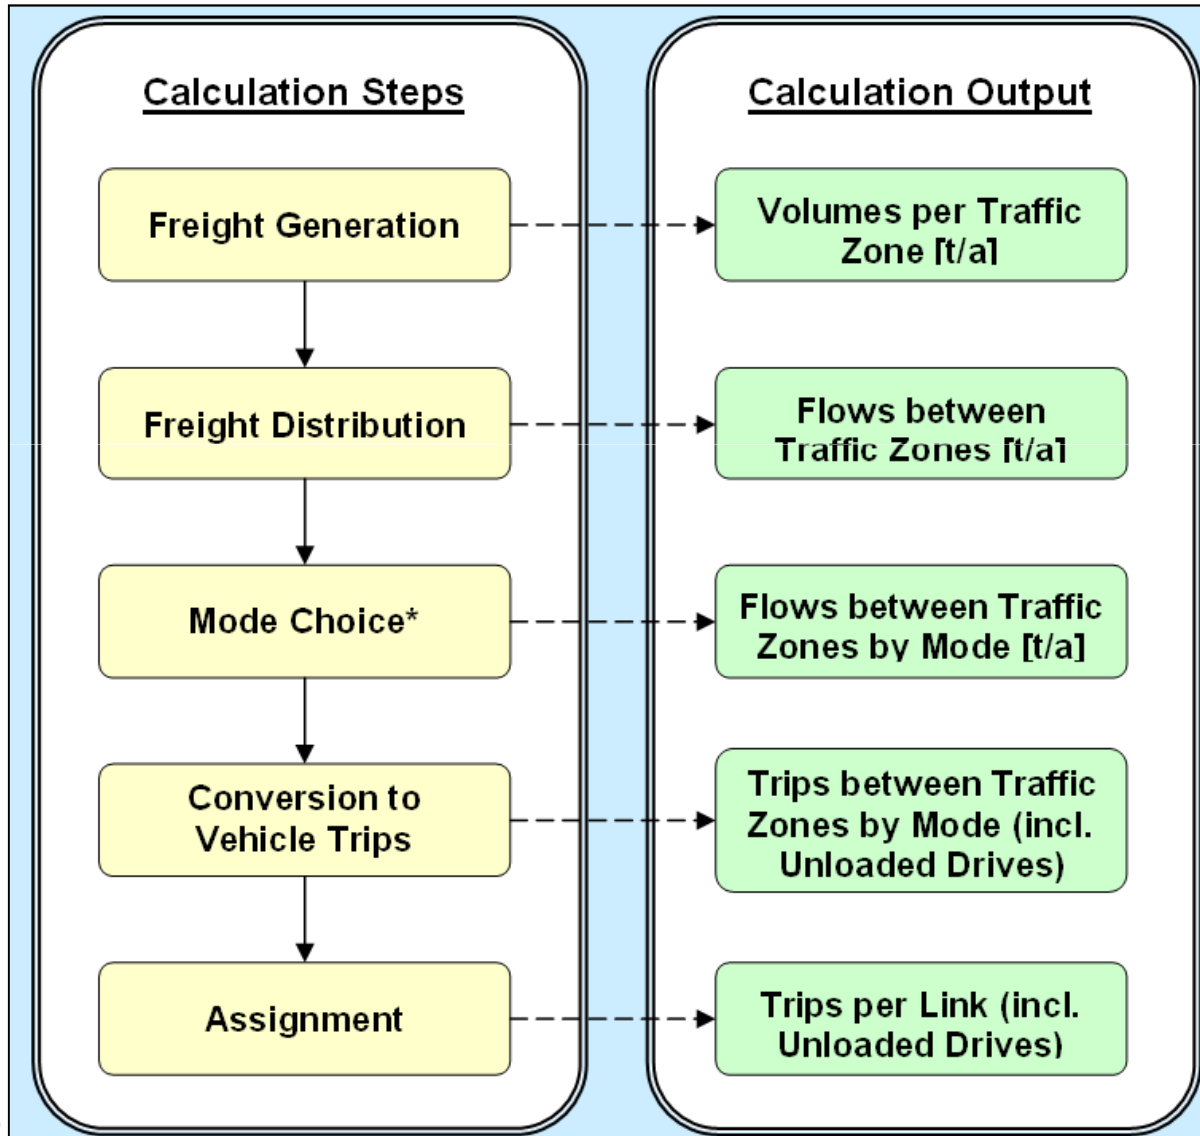 Calculation Steps
Calculation Output
Freight Generation
Volumes per Traffic
Zone [t/a]
Freight Distribution
Flows between
Traffic Zones [t/a]
Mode Choice*
Flows between Traffic
Zones by Mode [t/a]
Conversion to
Vehicle Trips
Trips between Traffic
Zones by Mode (incl.
Unloaded Drives)
Assignment
Trips per Link (incl.
Unloaded Drives)